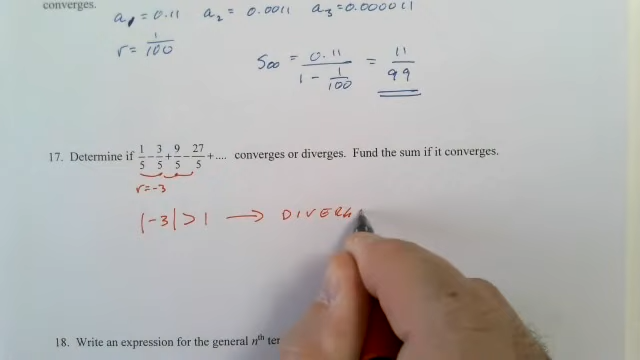 converges.
a₁ = 0.11 a₂ = 0.0011 a₃ = 0.000011
r = 1/100
S∞ = 0.11 / (1 - 1/100) = 11/99
17. Determine if 1/5 - 3/5 + 9/5 - 27/5 + .... converges or diverges. Fund the sum if it converges.
r = -3
|-3| > 1 → DIVERG
18. Write an expression for the general nth ter